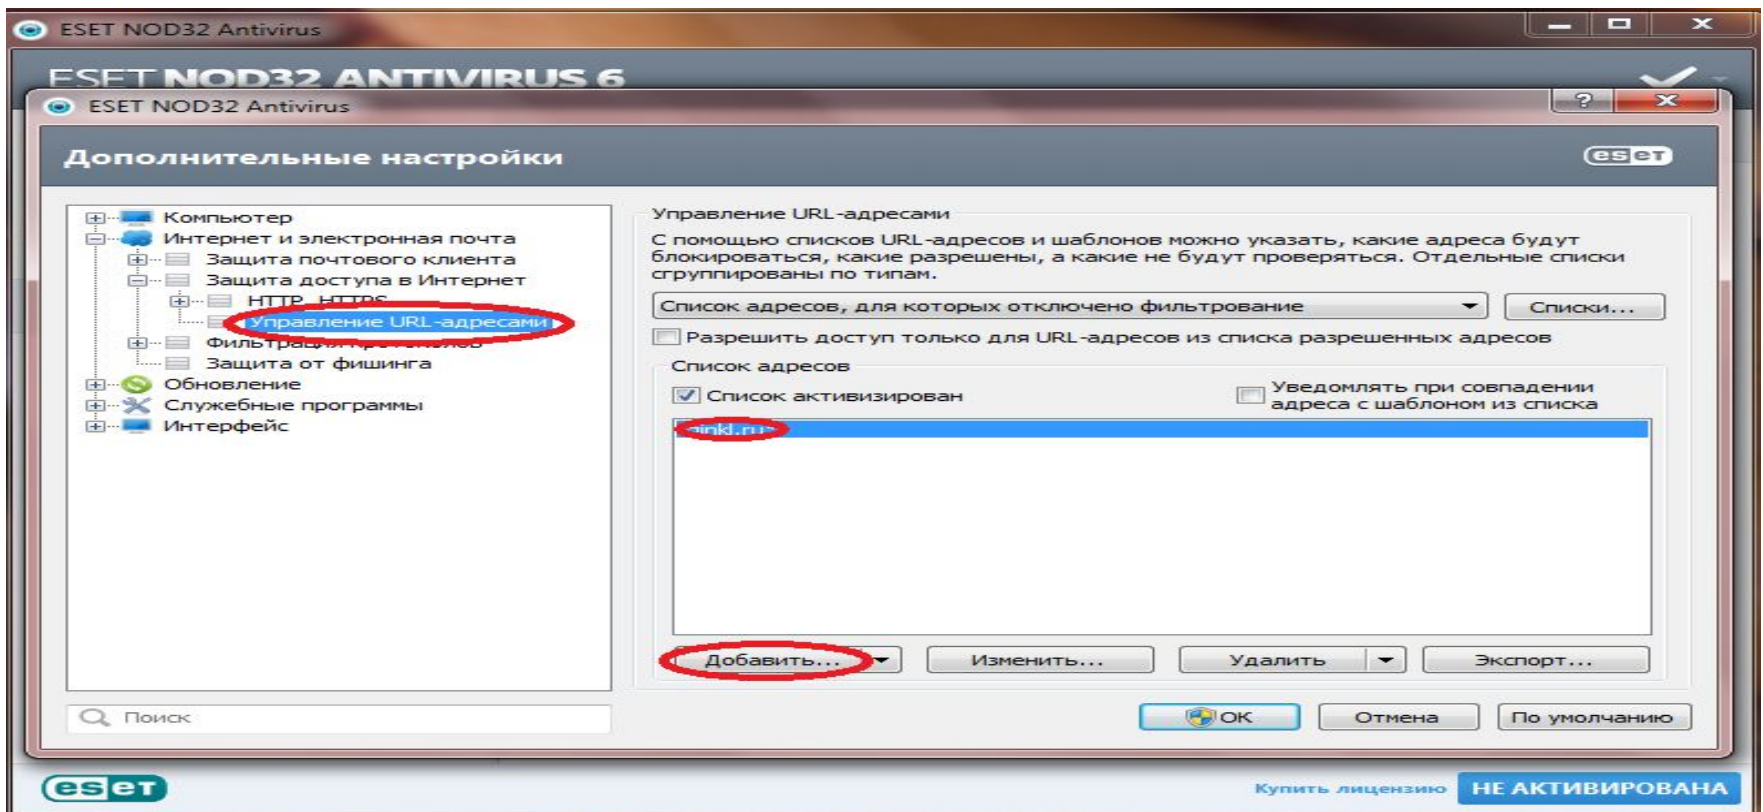 ESET NOD32 Antivirus
ESET NOD32 ANTIVIRUS 6
ESET NOD32 Antivirus
?
Дополнительные настройки
eset
Компьютер
Интернет и электронная почта
Защита почтового клиента
Защита доступа в Интернет
HTTP, HTTPS
Управление URL-адресами
Фильтрация протоколов
Защита от фишинга
Обновление
Служебные программы
Интерфейс
Поиск
Управление URL-адресами
С помощью списков URL-адресов и шаблонов можно указать, какие адреса будут
блокироваться, какие разрешены, а какие не будут проверяться. Отдельные списки
сгруппированы по типам.
Список адресов, для которых отключено фильтрование
Списки...
Разрешить доступ только для URL-адресов из списка разрешенных адресов
Список адресов
Список активизирован
Уведомлять при совпадении
адреса с шаблоном из списка
Добавить...
Изменить...
Удалить
Экспорт...
OK
Отмена
По умолчанию
eset
Купить лицензию
НЕ АКТИВИРОВАНА